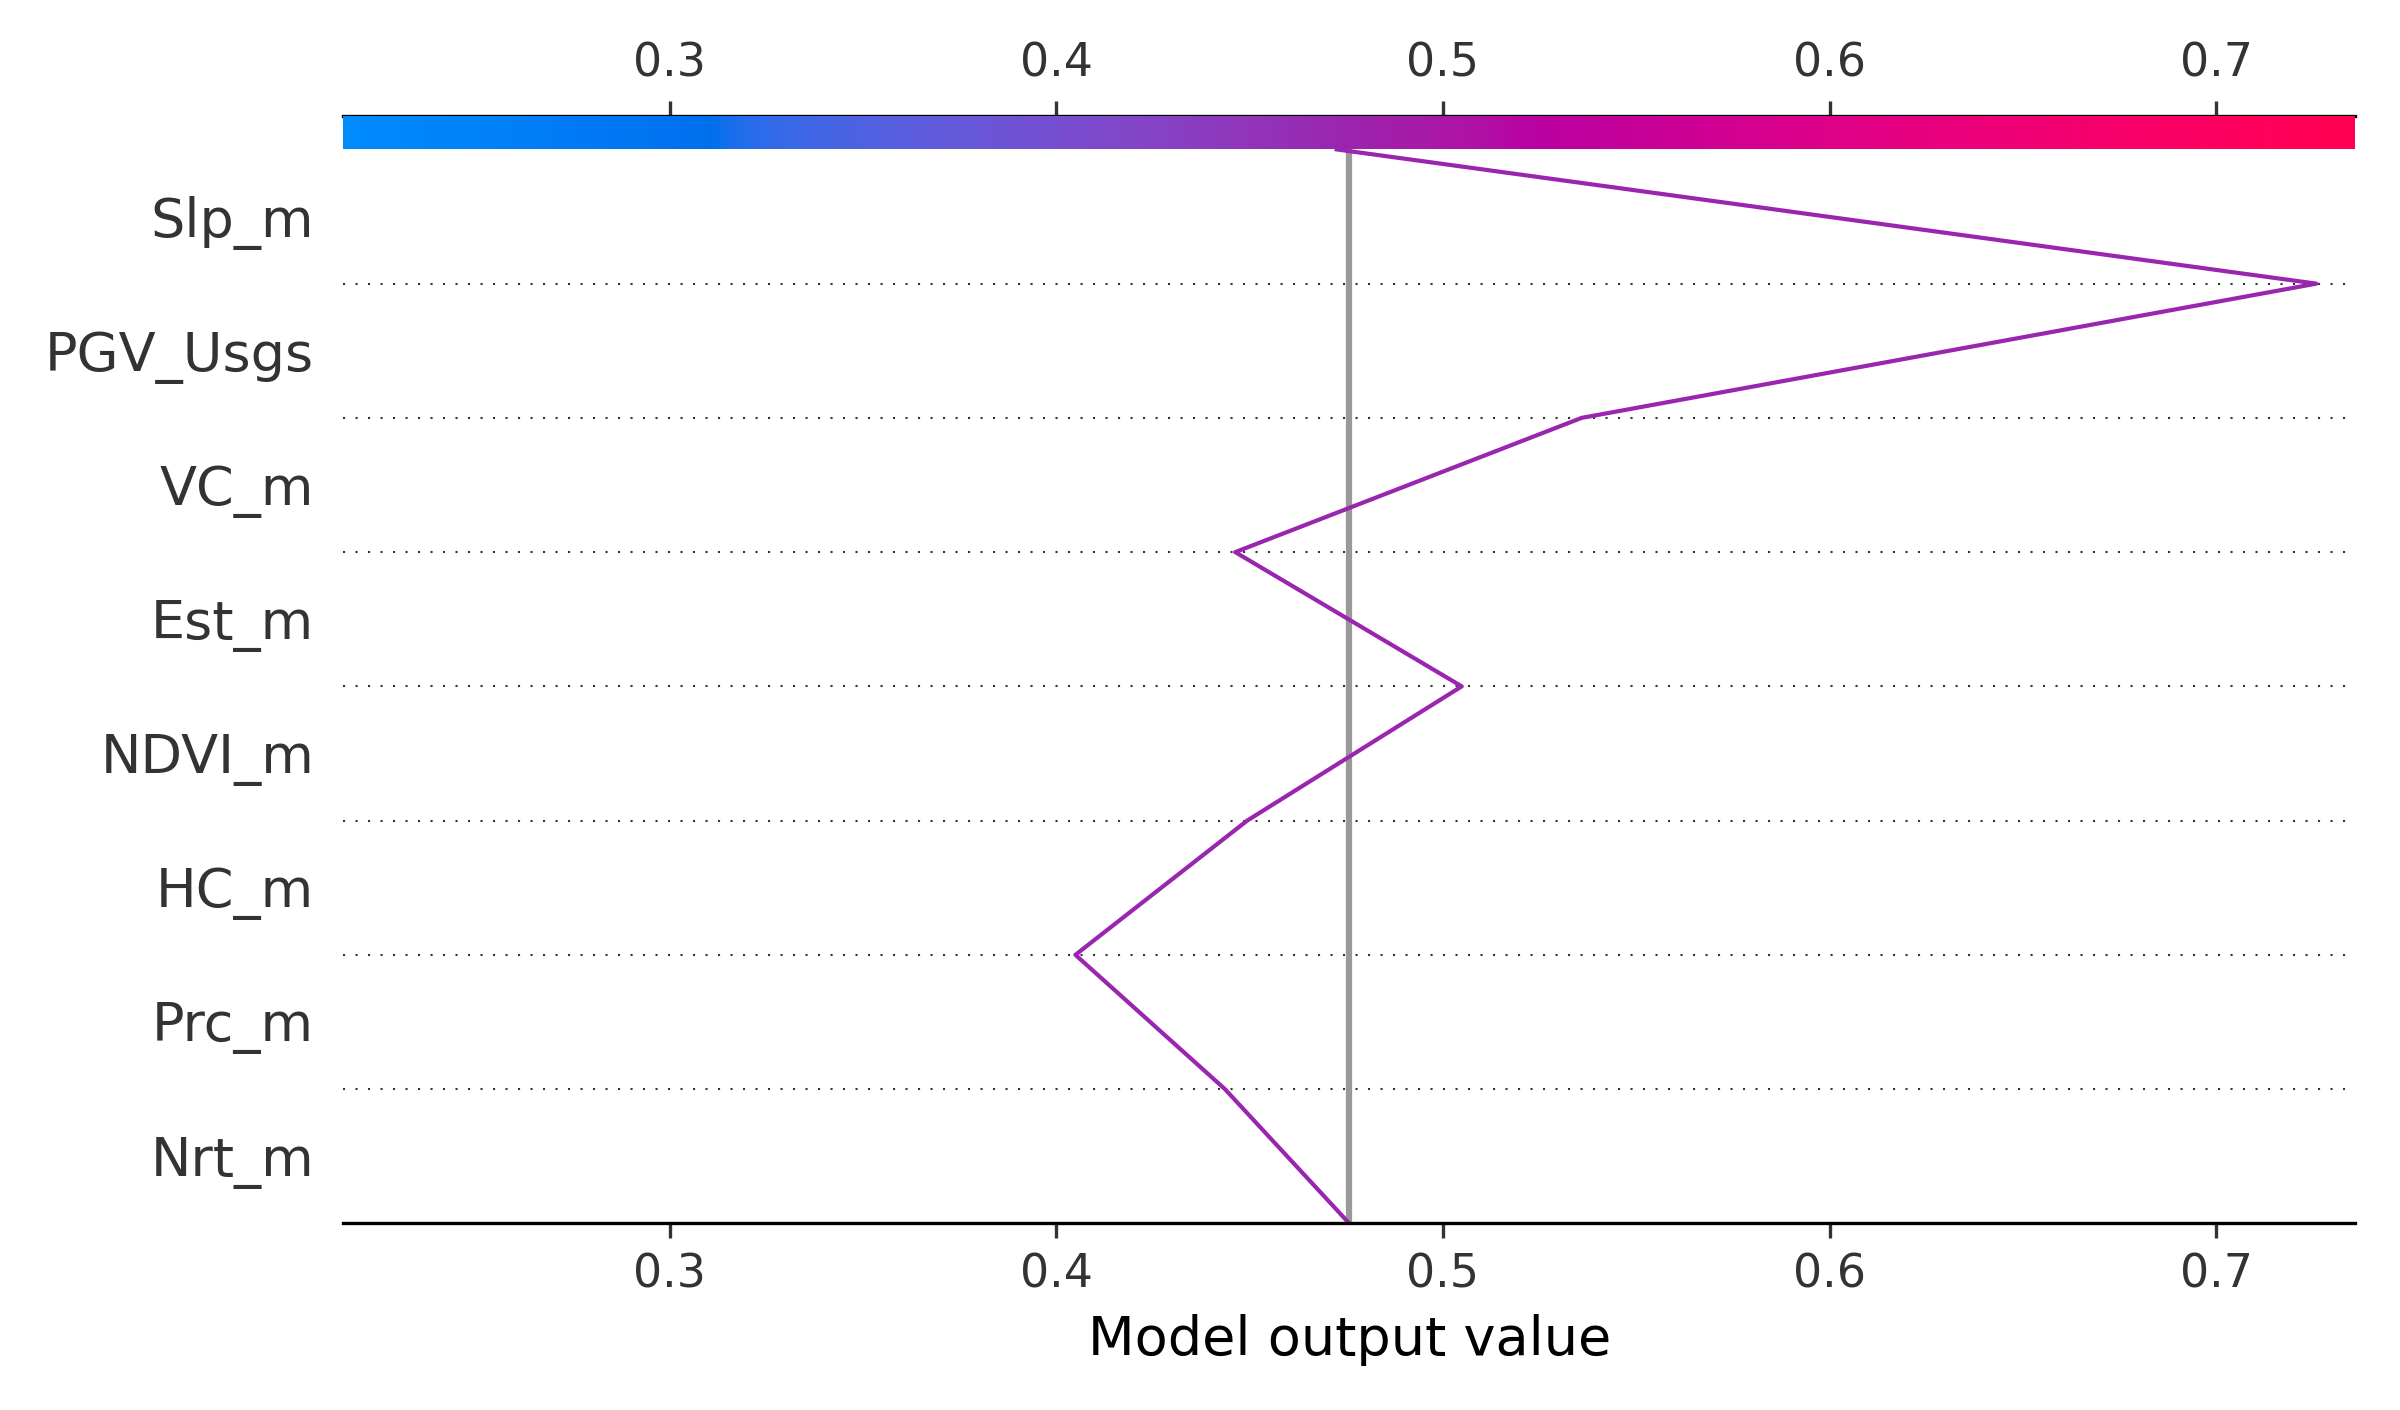 0.3 0.4 0.5 0.6 0.7
Slp_m
PGV_Usgs
VC_m
Est_m
NDVI_m
HC_m
Prc_m
Nrt_m
0.3 0.4 0.5 0.6 0.7
Model output value